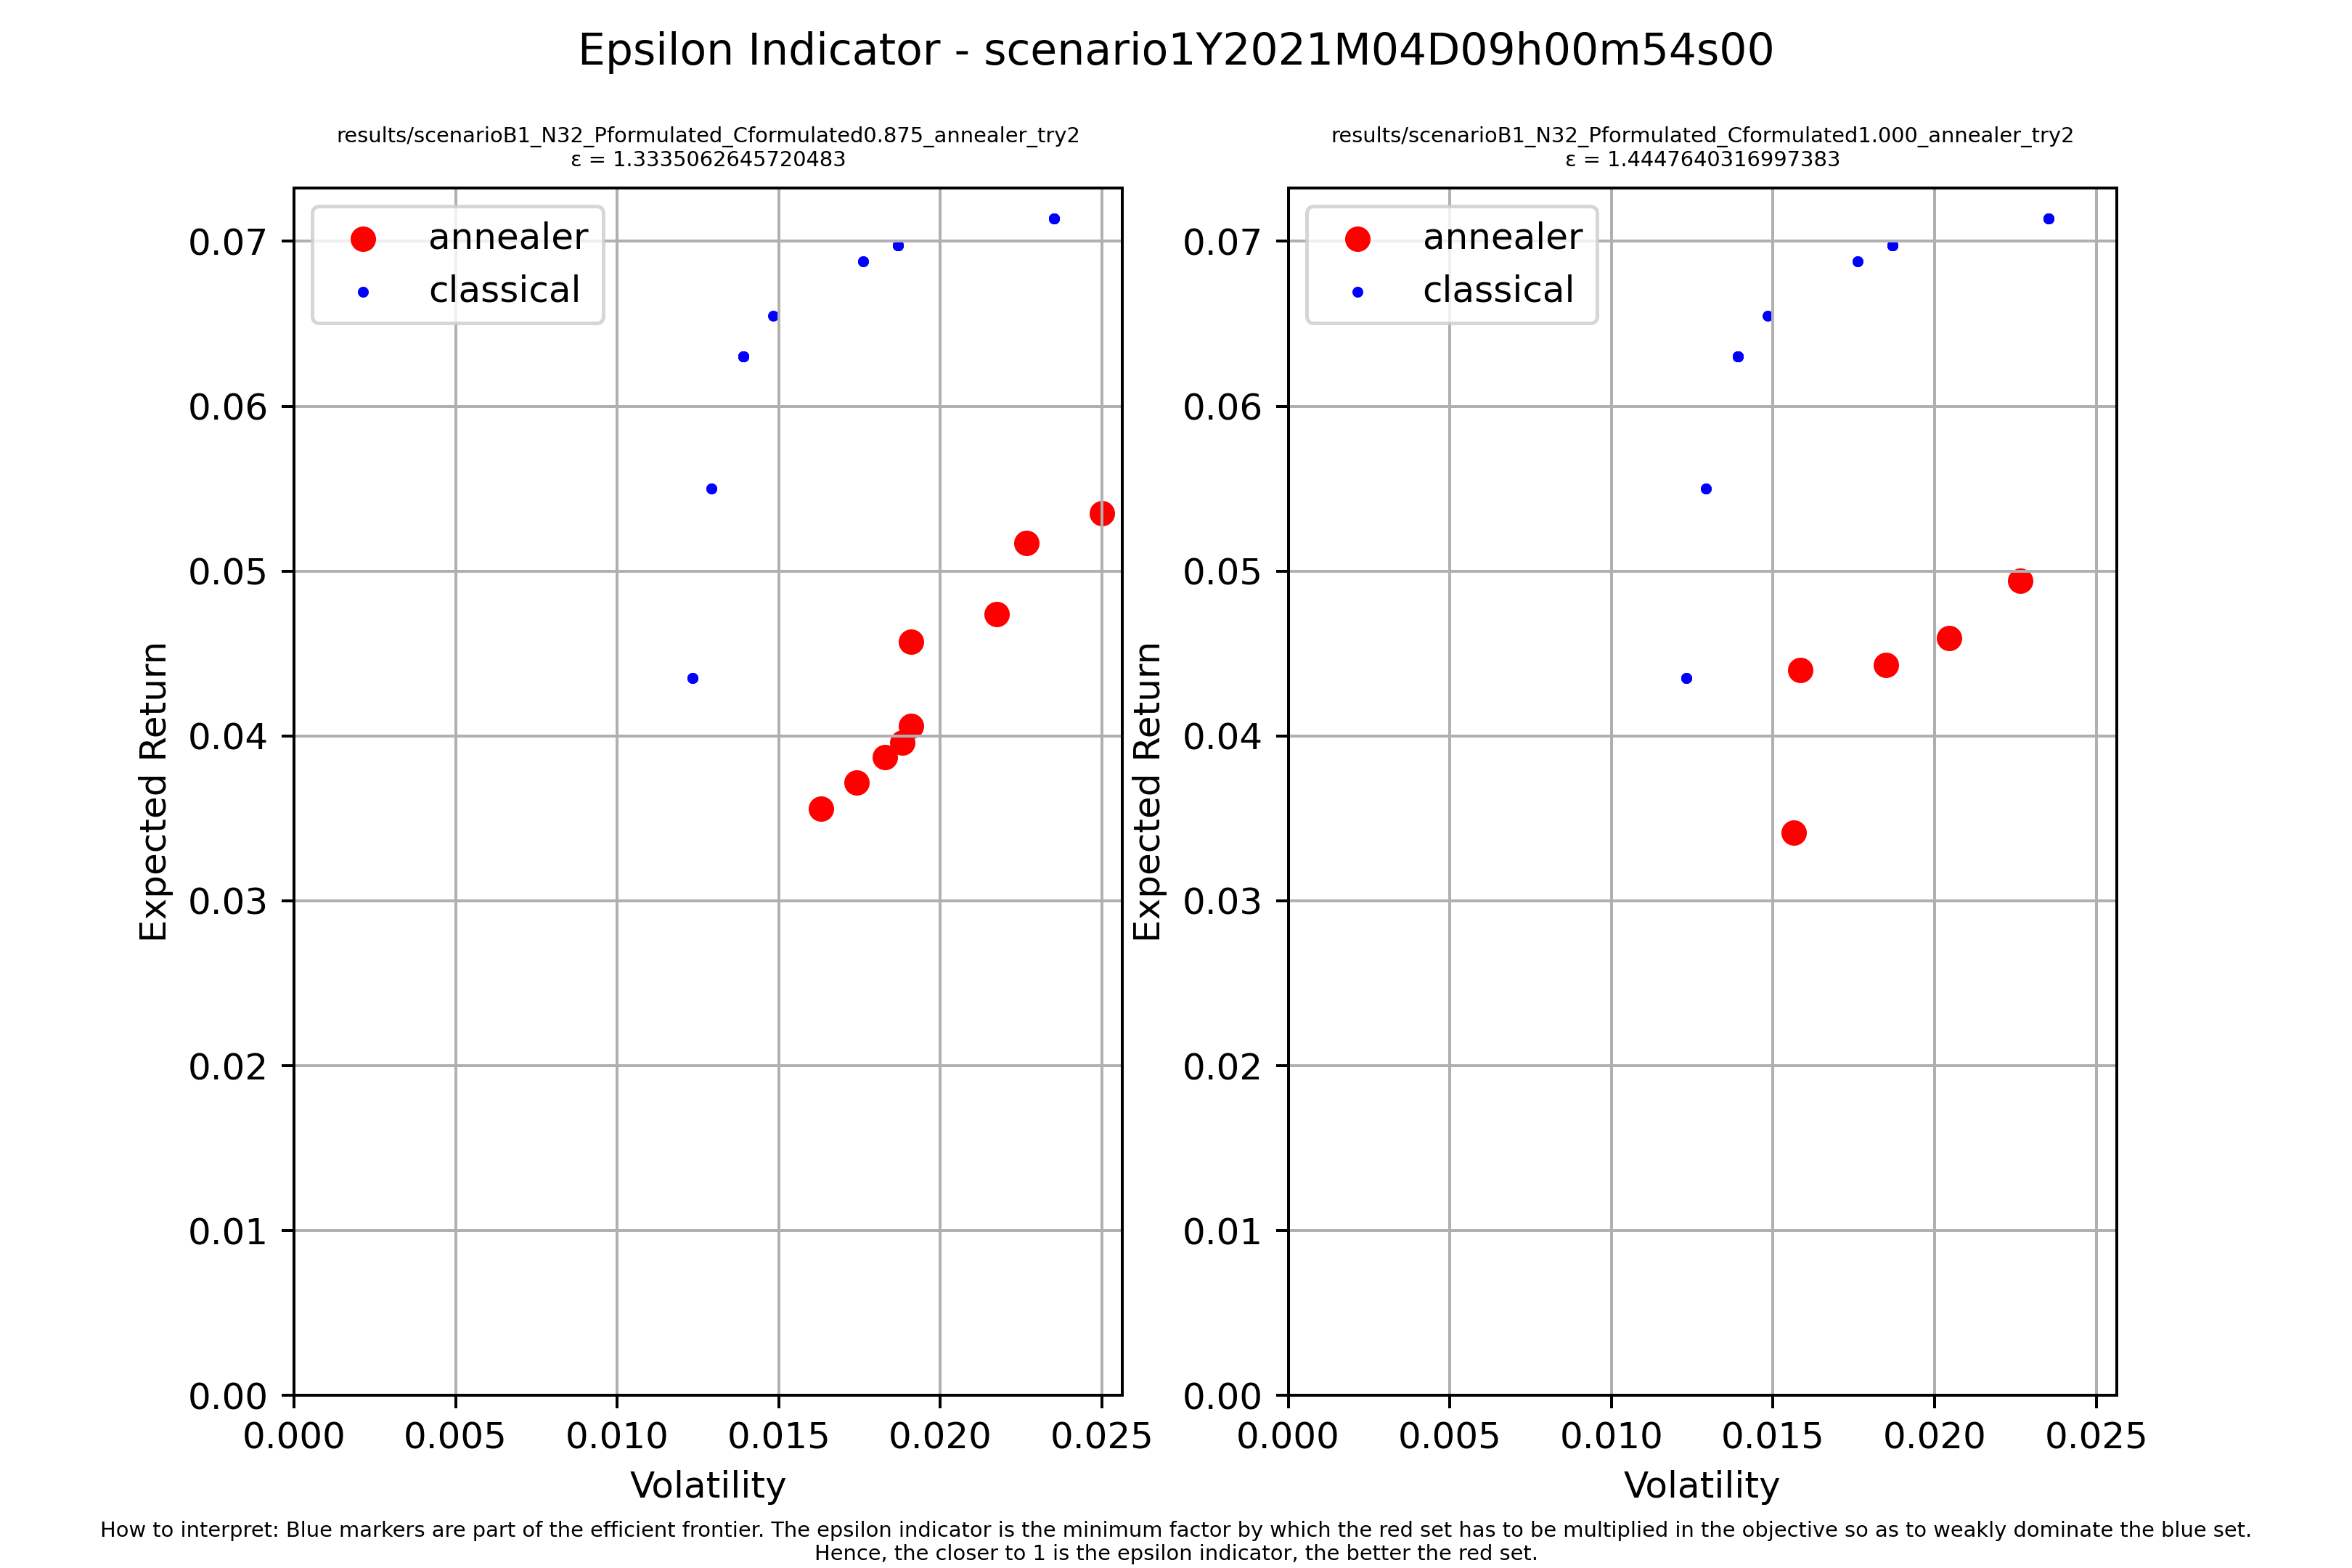 Epsilon Indicator - scenario1Y2021M04D09h00m54s00
results/scenarioB1_N32_Pformulated_Cformulated0.875_annealer_try2
ε = 1.3335062645720483
annealer
classical
0.07
0.06
0.05
0.04
0.03
0.02
0.01
0.00
Expected Return
0.000 0.005 0.010 0.015 0.020 0.025
Volatility
results/scenarioB1_N32_Pformulated_Cformulated1.000_annealer_try2
ε = 1.4447640316997383
annealer
classical
0.07
0.06
0.05
0.04
0.03
0.02
0.01
0.00
Expected Return
0.000 0.005 0.010 0.015 0.020 0.025
Volatility
How to interpret: Blue markers are part of the efficient frontier. The epsilon indicator is the minimum factor by which the red set has to be multiplied in the objective so as to weakly dominate the blue set.
Hence, the closer to 1 is the epsilon indicator, the better the red set.